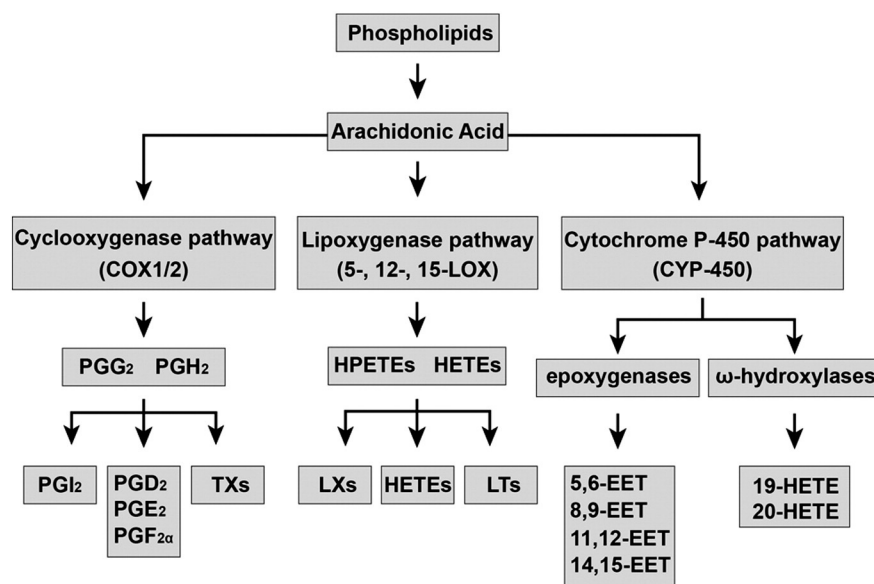 Phospholipids
Arachidonic Acid
Cyclooxygenase pathway
(COX1/2)
Lipoxygenase pathway
(5-, 12-, 15-LOX)
Cytochrome P-450 pathway
(CYP-450)
PGG₂ PGH₂
HPETEs HETEs
epoxygenases
ω-hydroxylases
PGI₂
PGD₂
PGE₂
PGF₂α
TXs
LXs
HETEs
LTs
5,6-EET
8,9-EET
11,12-EET
14,15-EET
19-HETE
20-HETE